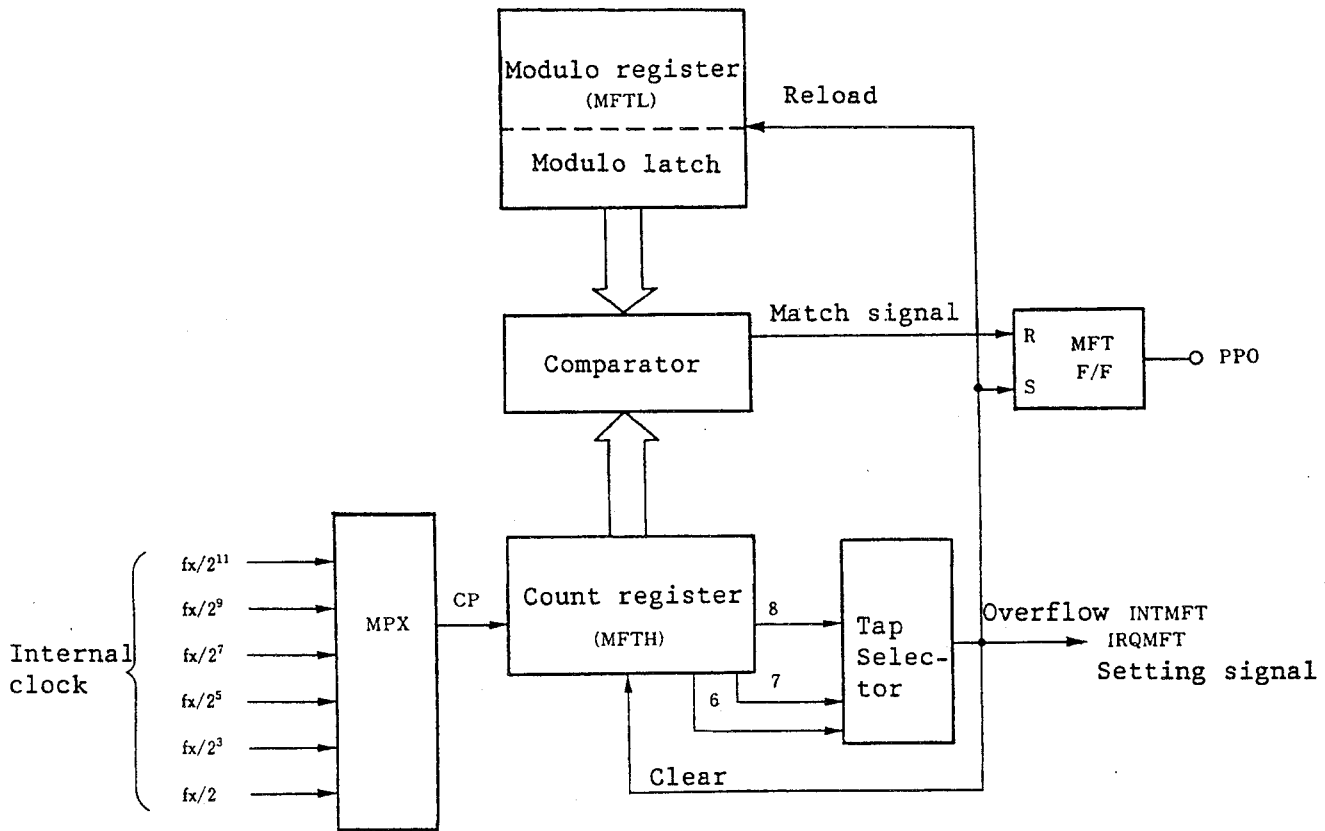 Modulo register
(MFTL)
Reload
Modulo latch
Match signal
Comparator
R
MFT
F/F
S
PPO
Internal
clock
fx/2¹¹
fx/2⁹
fx/2⁷
fx/2⁵
fx/2³
fx/2
MPX
CP
Count register
(MFTH)
8
7
6
Tap
Selec-
tor
Overflow INTMFT
IRQMFT
Setting signal
Clear